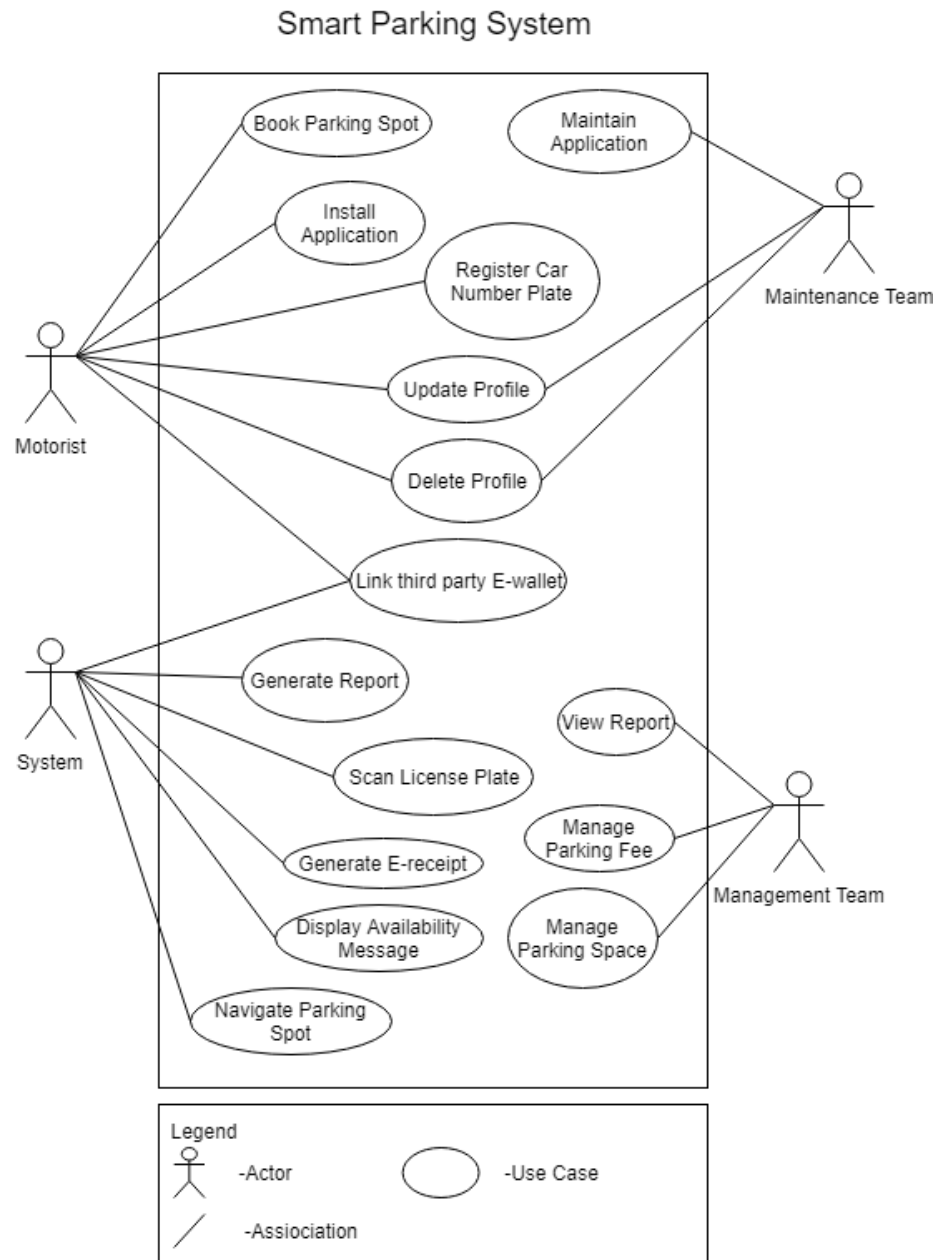 Smart Parking System
Book Parking Spot
Maintain
Application
Install
Application
Register Car
Number Plate
Maintenance Team
Update Profile
Motorist
Delete Profile
Link third party E-wallet
Generate Report
View Report
System
Scan License Plate
Manage
Parking Fee
Generate E-receipt
Management Team
Display Availability
Message
Manage
Parking Space
Navigate Parking
Spot
Legend
-Actor
-Use Case
-Assiociation